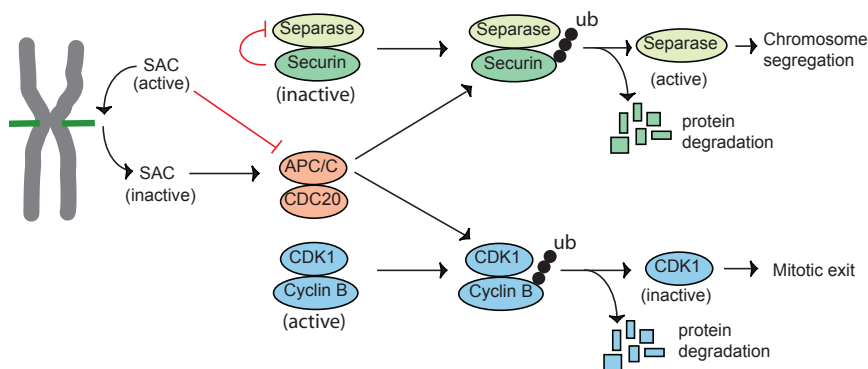 Separase
Securin
(inactive)
ub
Separase
Securin
Separase
(active)
Chromosome
segregation
protein
degradation
SAC
(active)
SAC
(inactive)
APC/C
CDC20
CDK1
Cyclin B
(active)
ub
CDK1
Cyclin B
CDK1
(inactive)
Mitotic exit
protein
degradation